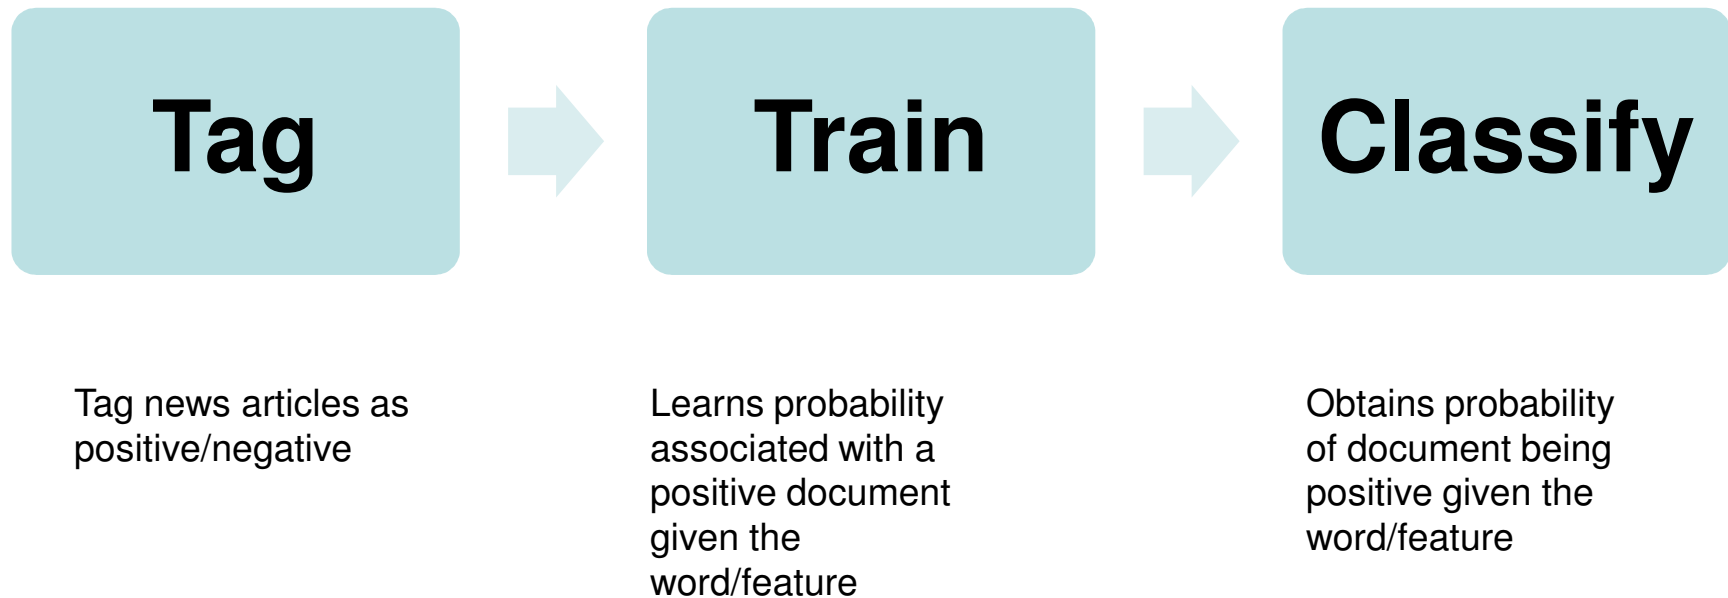 Tag
Train
Classify
Tag news articles as
positive/negative
Learns probability
associated with a
positive document
given the
word/feature
Obtains probability
of document being
positive given the
word/feature